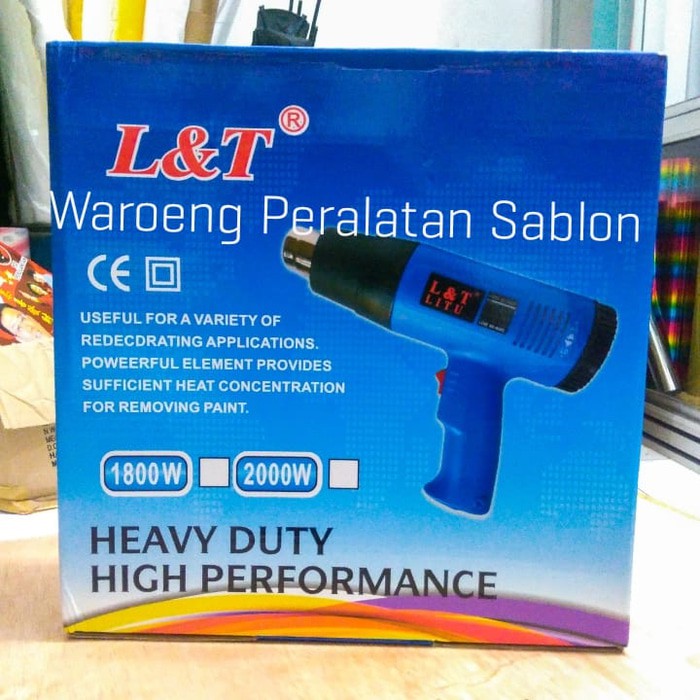 L&T®
Waroeng Peralatan Sablon
CE
L&T
LITU
USEFUL FOR A VARIETY OF
REDECDRATING APPLICATIONS.
POWEERFUL ELEMENT PROVIDES
SUFFICIENT HEAT CONCENTRATION
FOR REMOVING PAINT.
1800W 2000W
HEAVY DUTY
HIGH PERFORMANCE